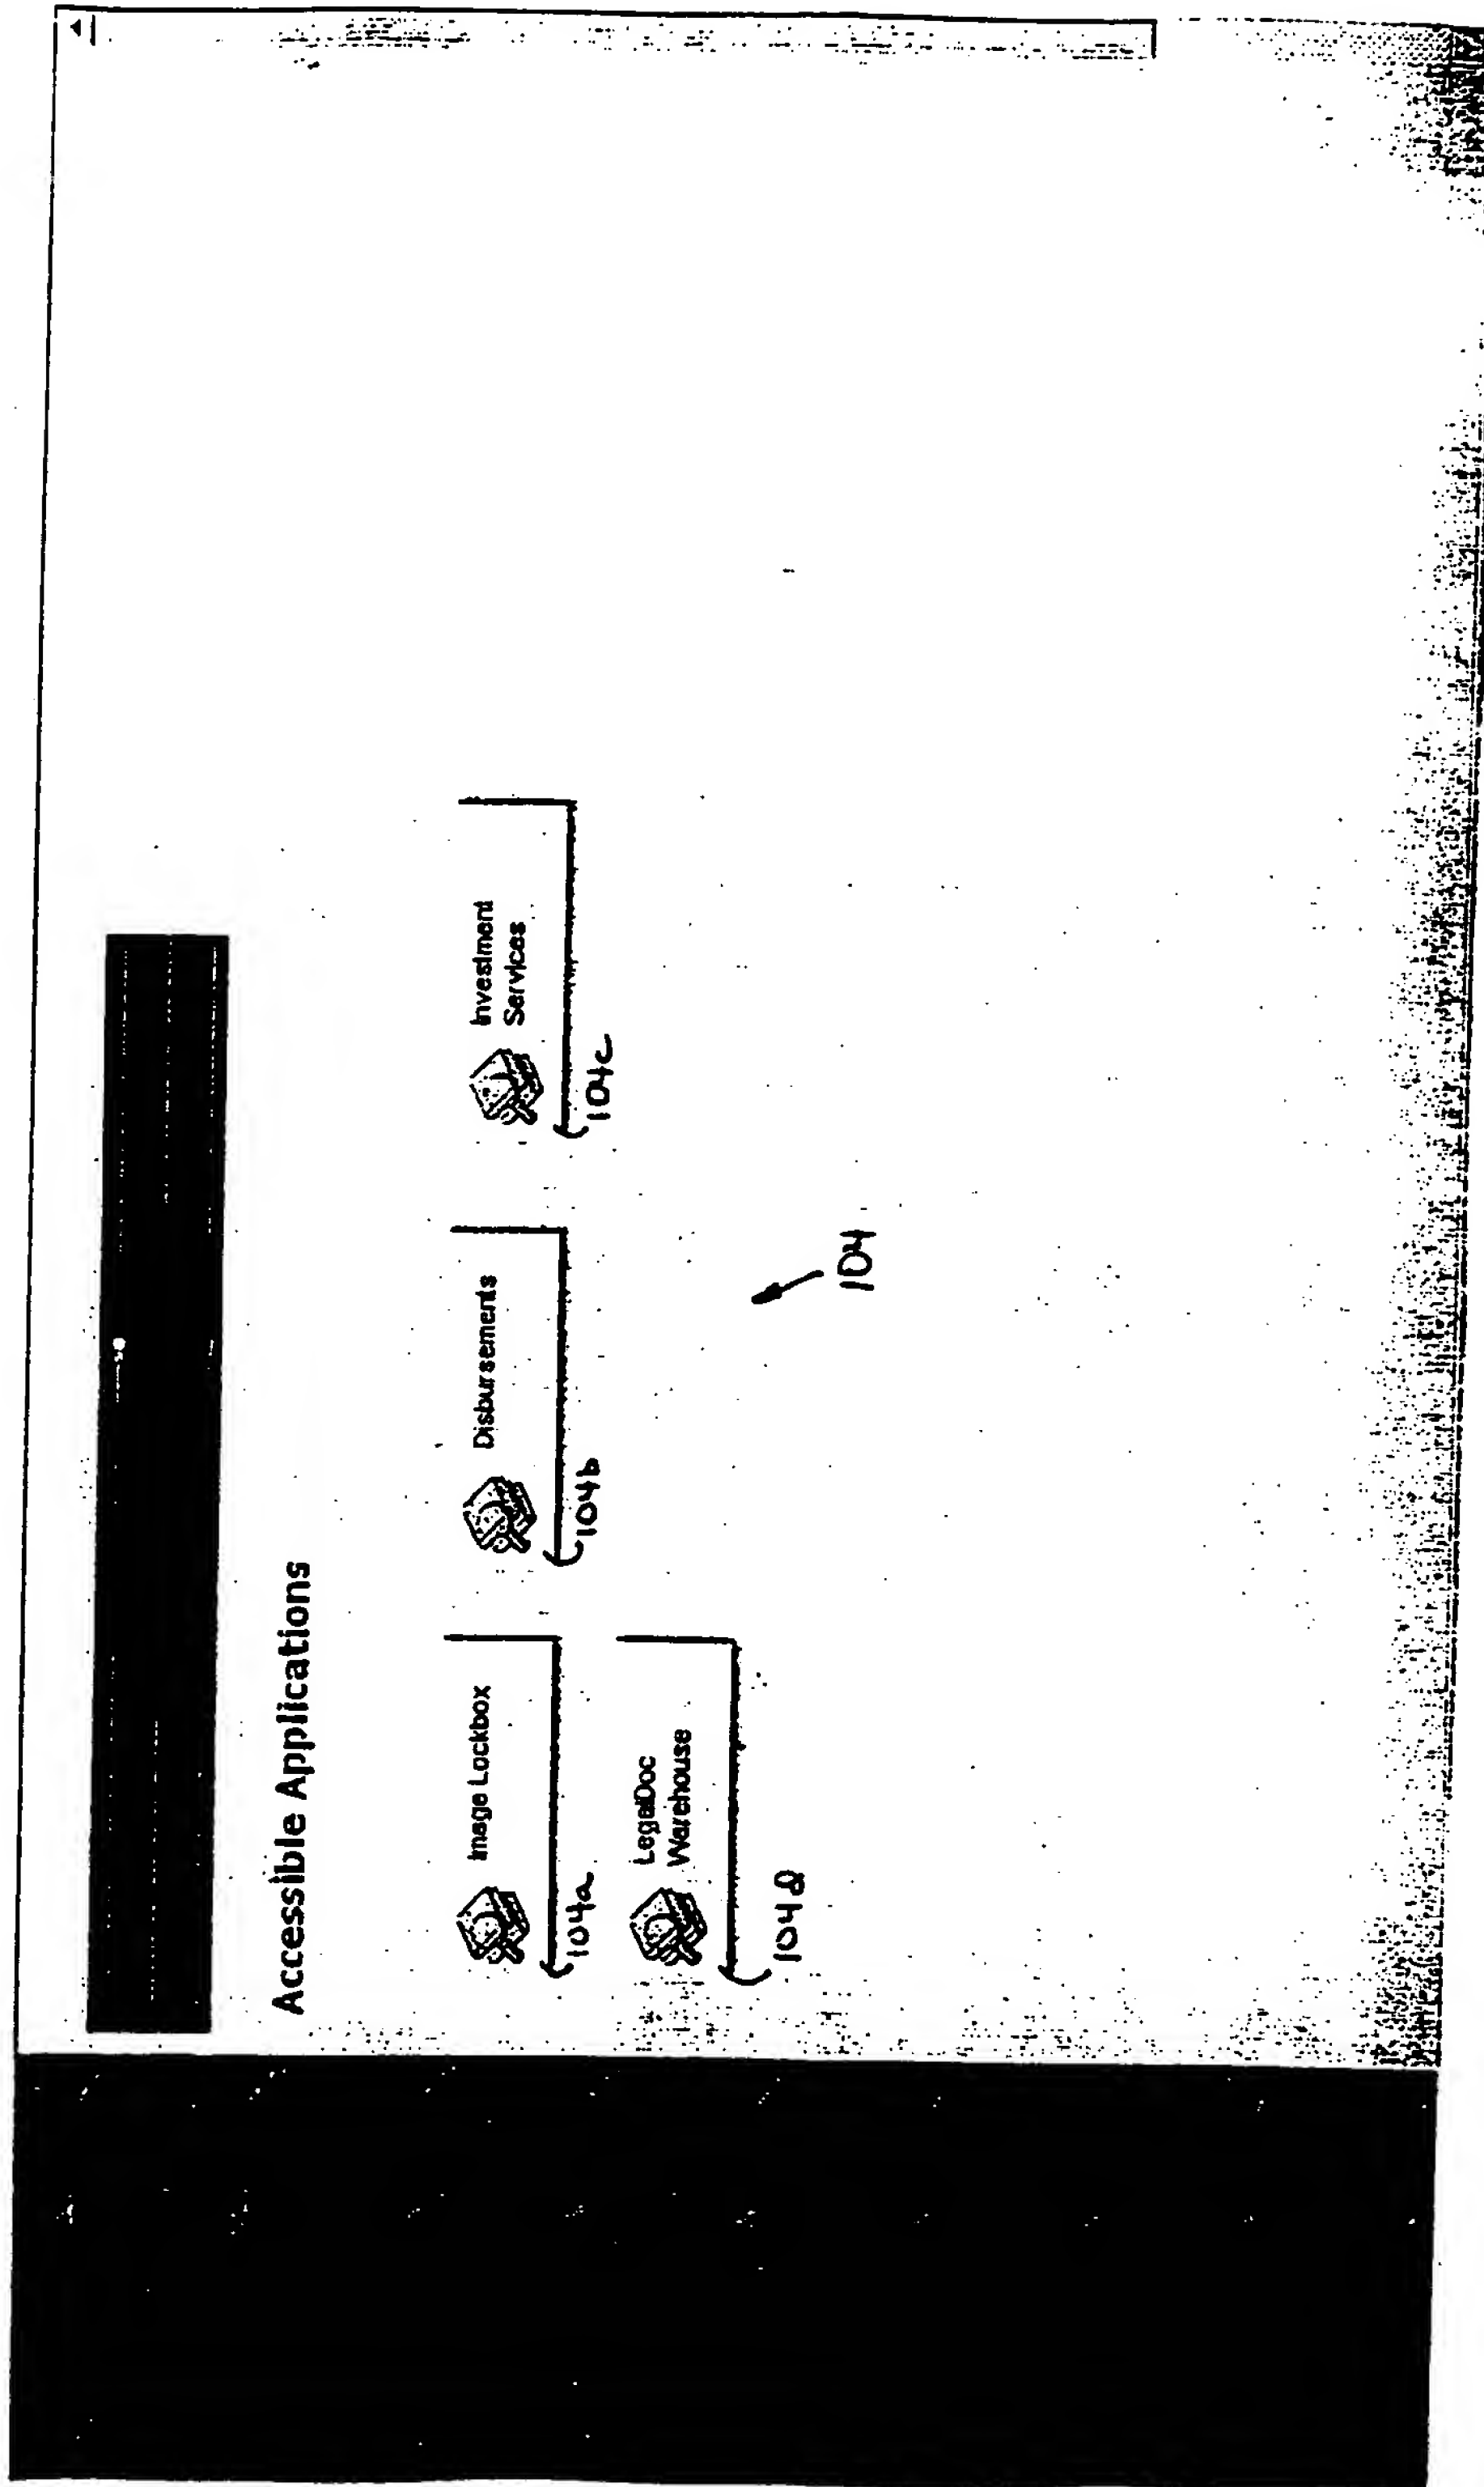 Accessible Applications
Image Lockbox
104a
Disbursements
104b
Investment
Services
104c
LegalDoc
Warehouse
104d
104